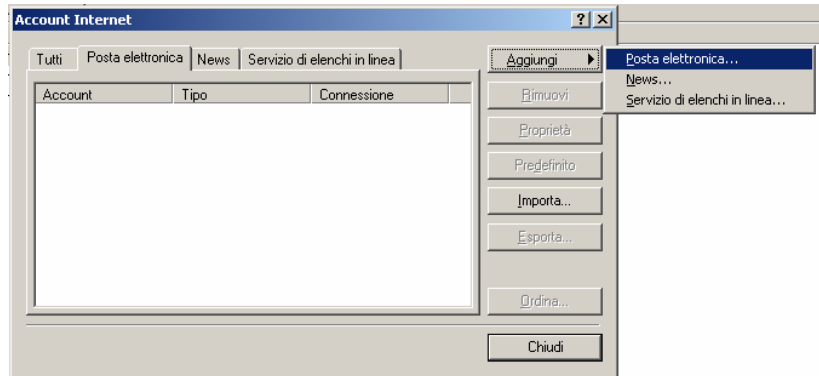 Account Internet
Tutti Posta elettronica News Servizio di elenchi in linea
Account Tipo Connessione
Aggiungi
Rimuovi
Proprietà
Predefinito
Importa...
Esporta...
Ordina...
Chiudi
Posta elettronica...
News...
Servizio di elenchi in linea...